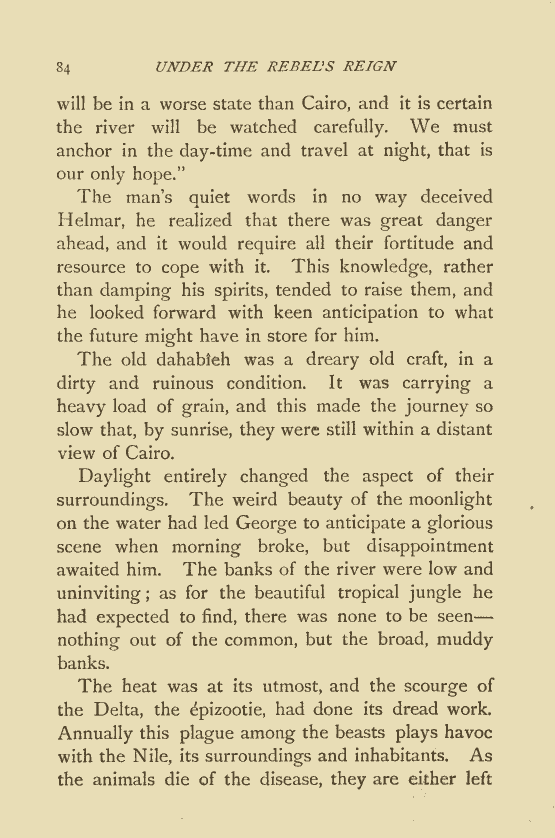 84 UNDER THE REBEL'S REIGN
will be in a worse state than Cairo, and it is certain
the river will be watched carefully. We must
anchor in the day-time and travel at night, that is
our only hope."
The man's quiet words in no way deceived
Helmar, he realized that there was great danger
ahead, and it would require all their fortitude and
resource to cope with it. This knowledge, rather
than damping his spirits, tended to raise them, and
he looked forward with keen anticipation to what
the future might have in store for him.
The old dahabîeh was a dreary old craft, in a
dirty and ruinous condition. It was carrying a
heavy load of grain, and this made the journey so
slow that, by sunrise, they were still within a distant
view of Cairo.
Daylight entirely changed the aspect of their
surroundings. The weird beauty of the moonlight
on the water had led George to anticipate a glorious
scene when morning broke, but disappointment
awaited him. The banks of the river were low and
uninviting; as for the beautiful tropical jungle he
had expected to find, there was none to be seen—
nothing out of the common, but the broad, muddy
banks.
The heat was at its utmost, and the scourge of
the Delta, the épizootie, had done its dread work.
Annually this plague among the beasts plays havoc
with the Nile, its surroundings and inhabitants. As
the animals die of the disease, they are either left